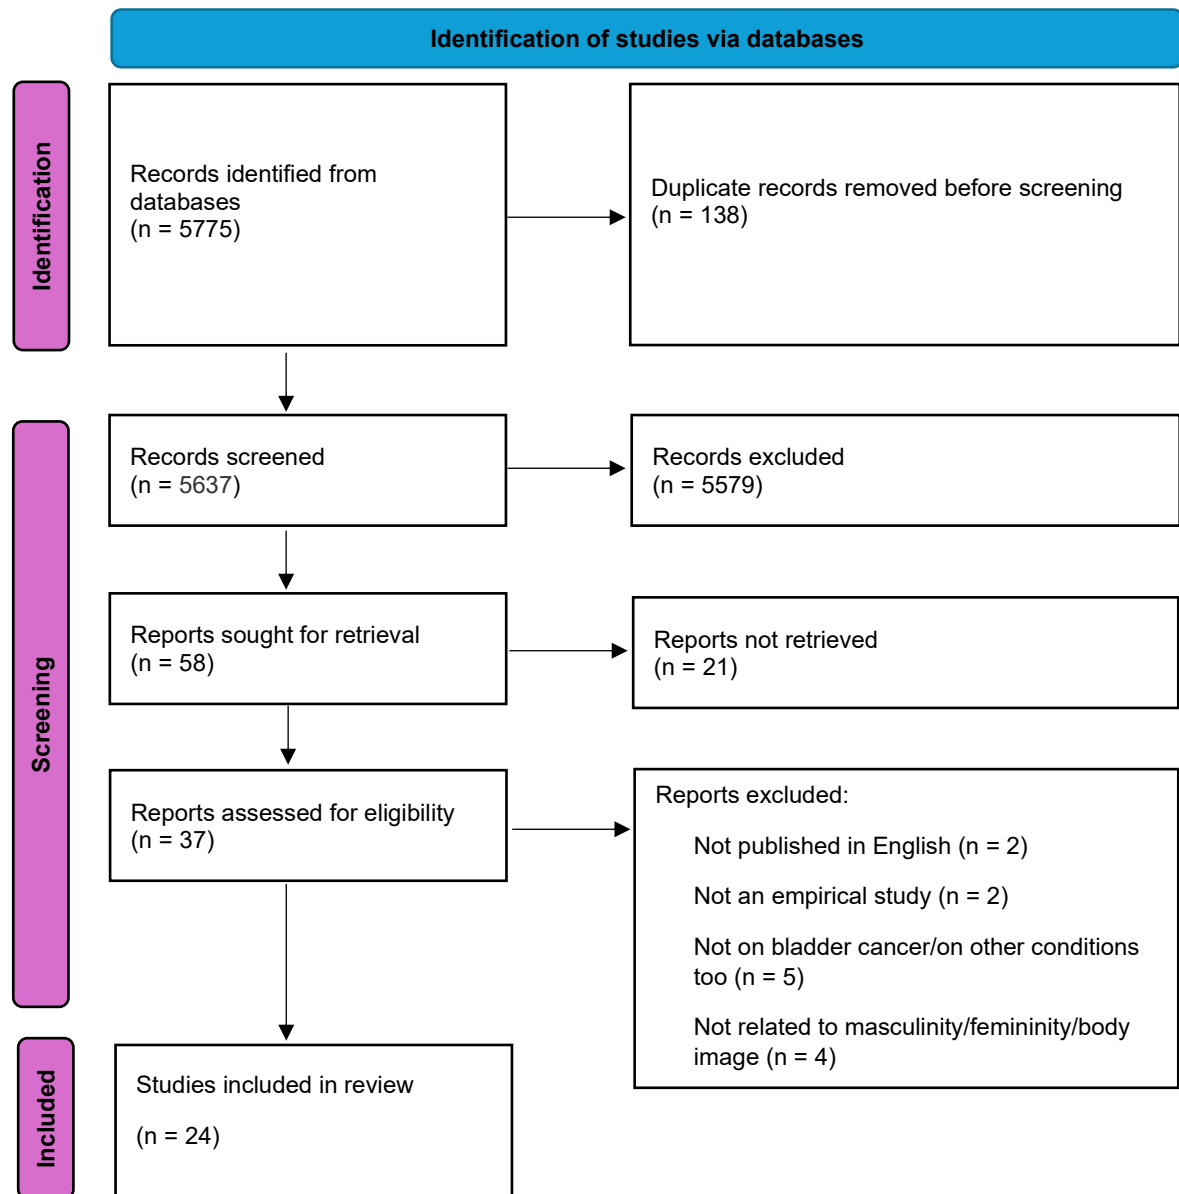 Identification of studies via databases
Identification
Records identified from
databases
(n = 5775)
Duplicate records removed before screening
(n = 138)
Screening
Records screened
(n = 5637)
Records excluded
(n = 5579)
Reports sought for retrieval
(n = 58)
Reports not retrieved
(n = 21)
Reports assessed for eligibility
(n = 37)
Reports excluded:
Not published in English (n = 2)
Not an empirical study (n = 2)
Not on bladder cancer/on other conditions
too (n = 5)
Not related to masculinity/femininity/body
image (n = 4)
Included
Studies included in review
(n = 24)